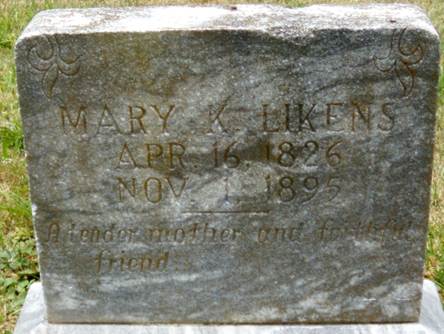 MARY K. LIKENS
APR. 16, 1826
NOV. 1, 1895
A tender mother and faithful
friend.